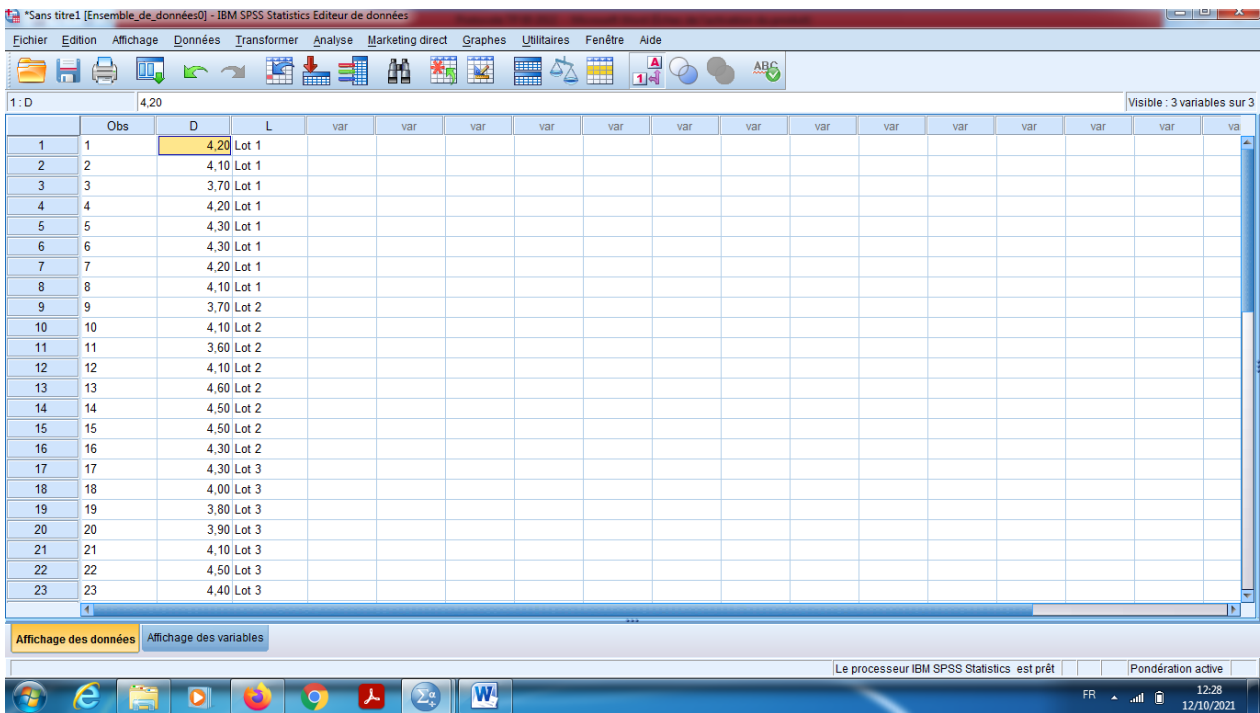 *Sans titre1 [Ensemble_de_données0] - IBM SPSS Statistics Editeur de données
Fichier Edition Affichage Données Transformer Analyse Marketing direct Graphes Utilitaires Fenêtre Aide
A
1
ABC
1 : D 4,20 Visible : 3 variables sur 3
Obs D L var var var var var var var var var var var var var va
1 1 4,20 Lot 1
2 2 4,10 Lot 1
3 3 3,70 Lot 1
4 4 4,20 Lot 1
5 5 4,30 Lot 1
6 6 4,30 Lot 1
7 7 4,20 Lot 1
8 8 4,10 Lot 1
9 9 3,70 Lot 2
10 10 4,10 Lot 2
11 11 3,60 Lot 2
12 12 4,10 Lot 2
13 13 4,60 Lot 2
14 14 4,50 Lot 2
15 15 4,50 Lot 2
16 16 4,30 Lot 2
17 17 4,30 Lot 3
18 18 4,00 Lot 3
19 19 3,80 Lot 3
20 20 3,90 Lot 3
21 21 4,10 Lot 3
22 22 4,50 Lot 3
23 23 4,40 Lot 3
Affichage des données Affichage des variables
Le processeur IBM SPSS Statistics est prêt Pondération active
FR 12:28
12/10/2021